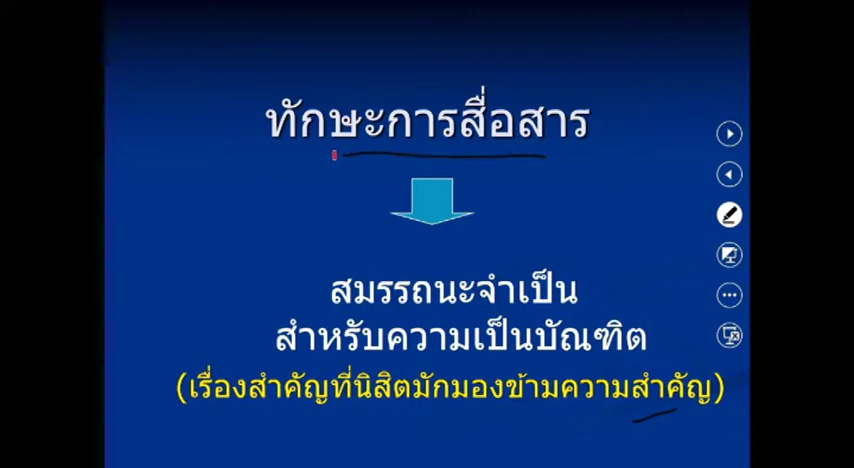 ทักษะการสื่อสาร
สมรรถนะจำเป็น
สำหรับความเป็นบัณฑิต
(เรื่องสำคัญที่นิสิตมักมองข้ามความสำคัญ)